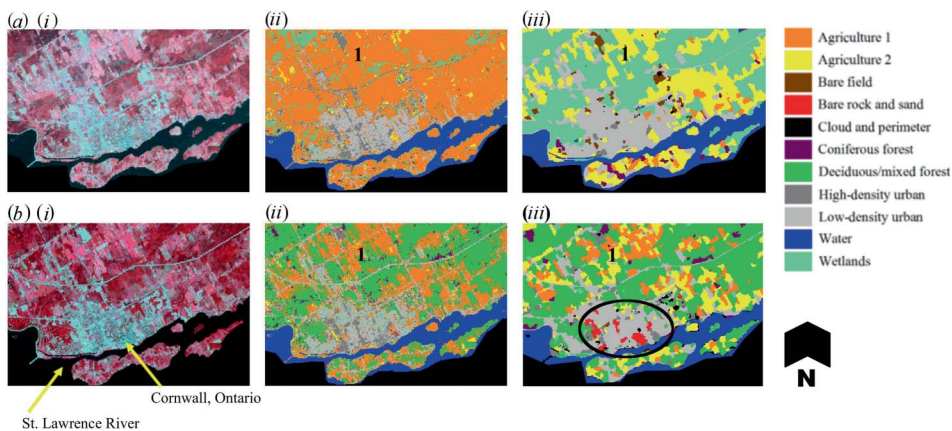 (a) (i) (ii) (iii)
1 1
Agriculture 1
Agriculture 2
Bare field
Bare rock and sand
Cloud and perimeter
Coniferous forest
Deciduous/mixed forest
High-density urban
Low-density urban
Water
Wetlands
(b) (i) (ii) (iii)
1 1
N
Cornwall, Ontario
St. Lawrence River